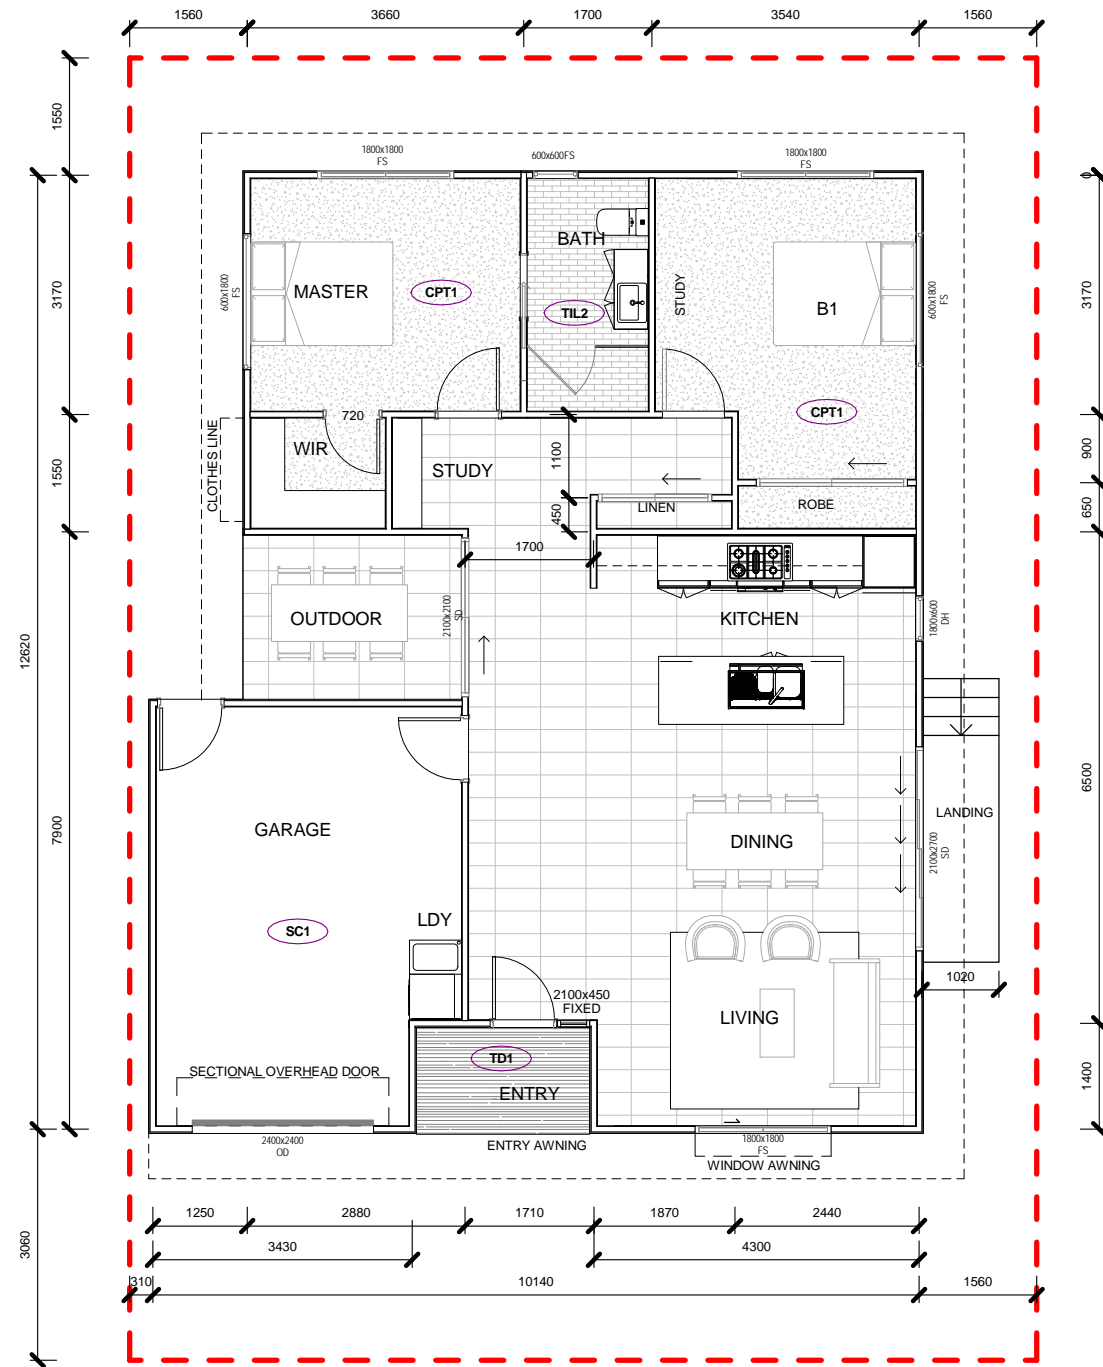 1560
3660
1700
3540
1560
1550
3170
1550
12620
7900
3060
0
3170
900
650
6500
1400
1800x1800
FS
600x600FS
1800x1800
FS
600x1800
FS
600x1800
FS
MASTER
CPT1
BATH
TIL2
STUDY
B1
CPT1
720
WIR
CLOTHES LINE
STUDY
1100
450
LINEN
ROBE
1700
OUTDOOR
2100x2100
SD
KITCHEN
1800x600
DH
GARAGE
DINING
LANDING
2100x2700
SD
LDY
SC1
1020
2100x450
FIXED
LIVING
TD1
SECTIONAL OVERHEAD DOOR
ENTRY
2400x2400
OD
ENTRY AWNING
1800x1800
FS
WINDOW AWNING
1250
2880
1710
1870
2440
3430
4300
310
10140
1560